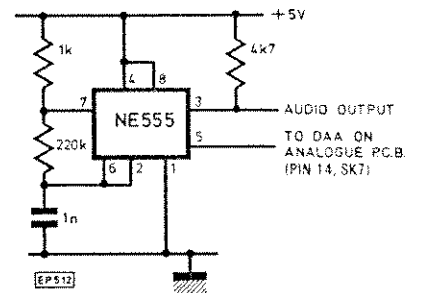 +5V
1k
4k7
4
8
7
NE555
3
AUDIO OUTPUT
5
TO DAA ON
ANALOGUE P.C.B.
(PIN 14, SK7)
220k
6
2
1
1n
EP512